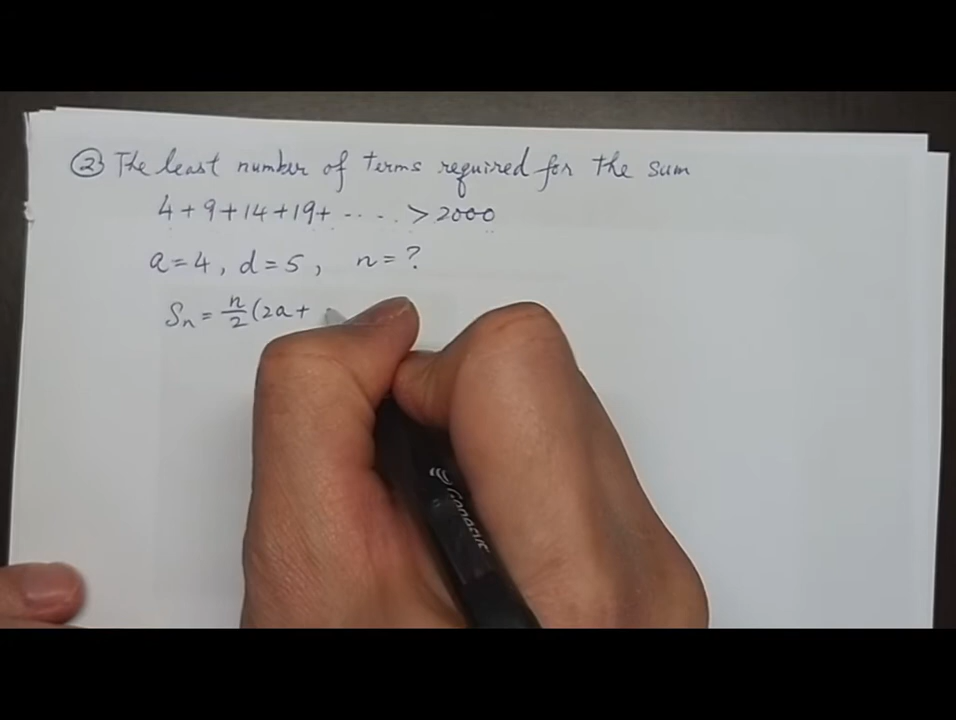 ② The least number of terms required for the sum
4 + 9 + 14 + 19 + ..... > 2000
a = 4 , d = 5 , n = ?
Sn = n/2 (2a +